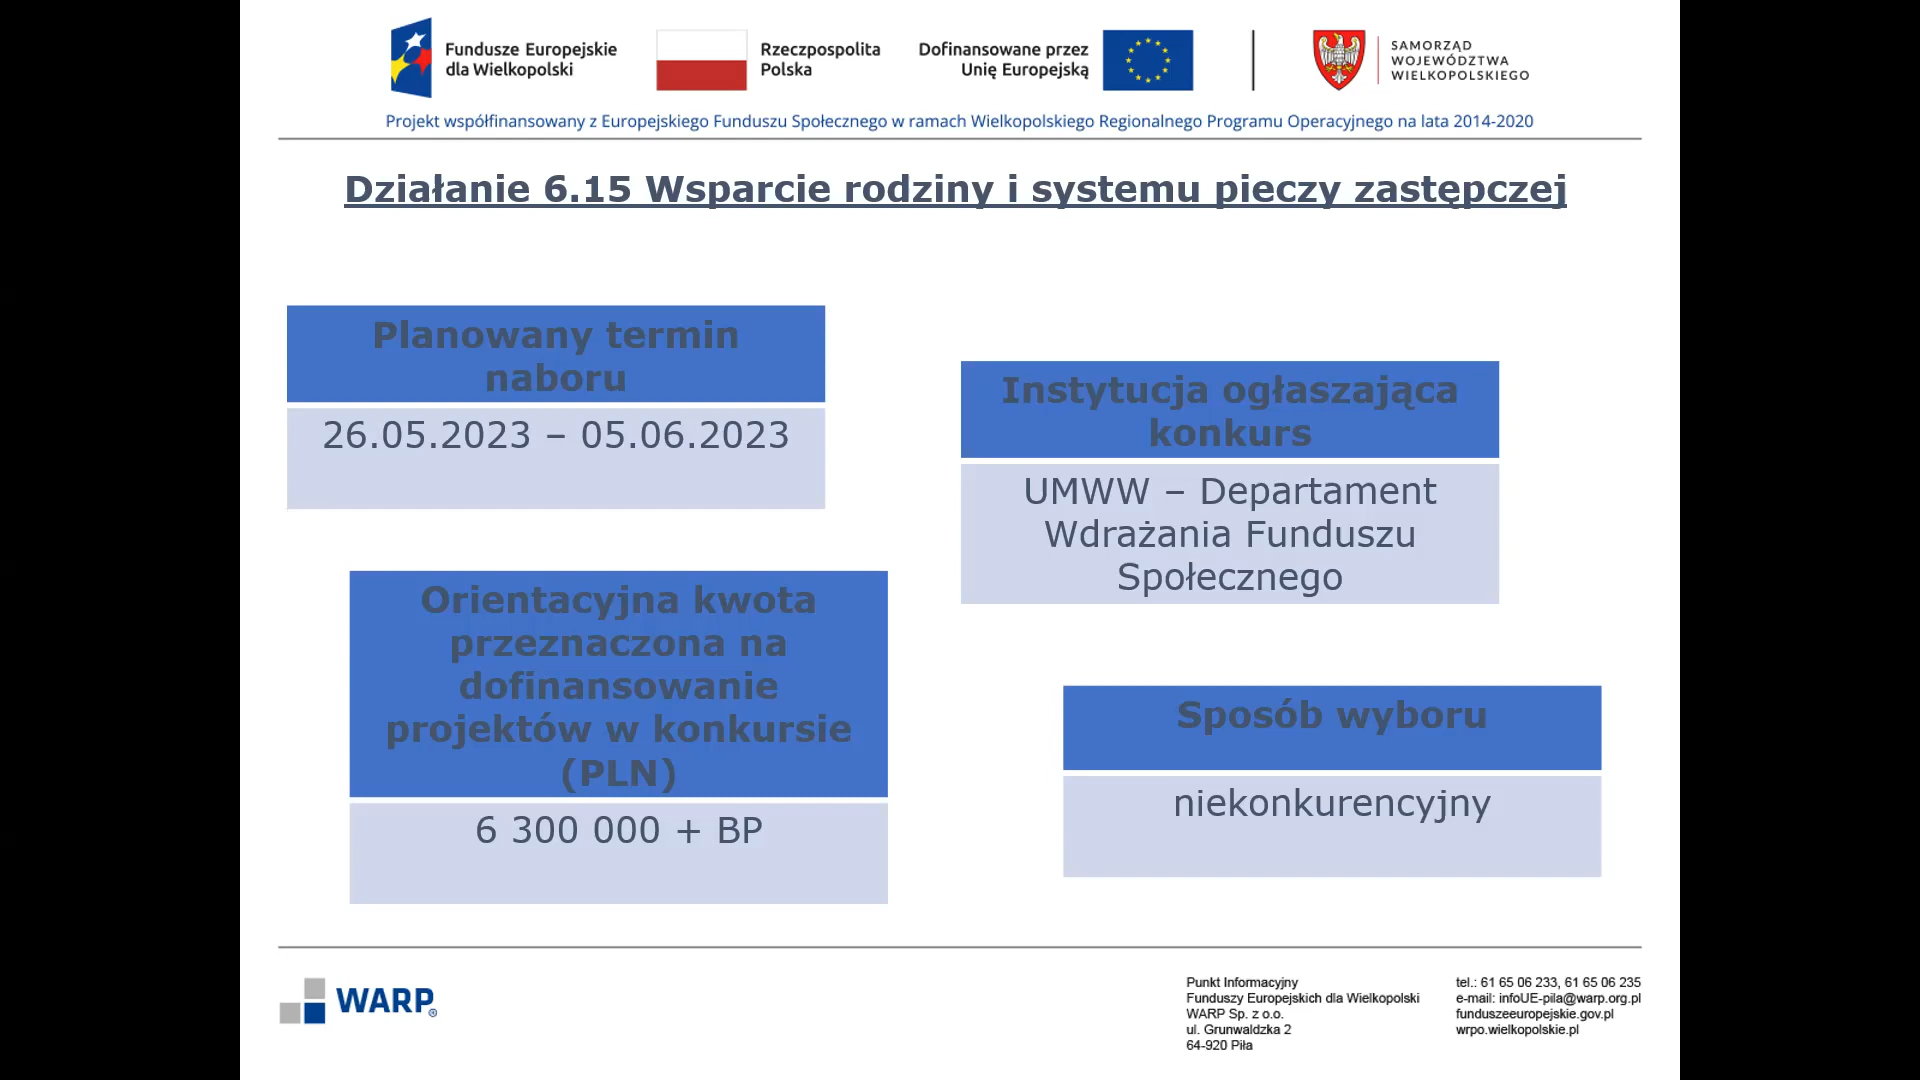 Fundusze Europejskie
dla Wielkopolski
Rzeczpospolita
Polska
Dofinansowane przez
Unię Europejską
SAMORZĄD
WOJEWÓDZTWA
WIELKOPOLSKIEGO
Projekt współfinansowany z Europejskiego Funduszu Społecznego w ramach Wielkopolskiego Regionalnego Programu Operacyjnego na lata 2014-2020
Działanie 6.15 Wsparcie rodziny i systemu pieczy zastępczej
Planowany termin
naboru
26.05.2023 – 05.06.2023
Instytucja ogłaszająca
konkurs
UMWW – Departament
Wdrażania Funduszu
Społecznego
Orientacyjna kwota
przeznaczona na
dofinansowanie
projektów w konkursie
(PLN)
6 300 000 + BP
Sposób wyboru
niekonkurencyjny
WARP®
Punkt Informacyjny
Funduszy Europejskich dla Wielkopolski
WARP Sp. z o.o.
ul. Grunwaldzka 2
64-920 Piła
tel.: 61 65 06 233, 61 65 06 235
e-mail: infoUE-pila@warp.org.pl
funduszeeuropejskie.gov.pl
wrpo.wielkopolskie.pl